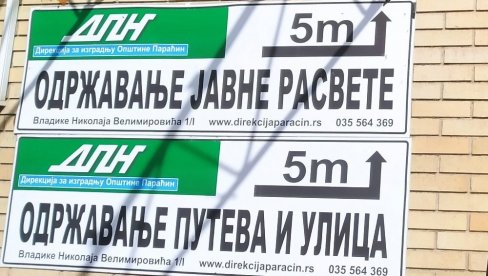 ДПН
Дирекција за изградњу Општине Параћин
5m
ОДРЖАВАЊЕ ЈАВНЕ РАСВЕТЕ
Владике Николаја Велимировића 1/I www.direkcijaparacin.rs 035 564 369
ДПН
Дирекција за изградњу Општине Параћин
5m
ОДРЖАВАЊЕ ПУТЕВА И УЛИЦА
Владике Николаја Велимировића 1/I www.direkcijaparacin.rs 035 564 369